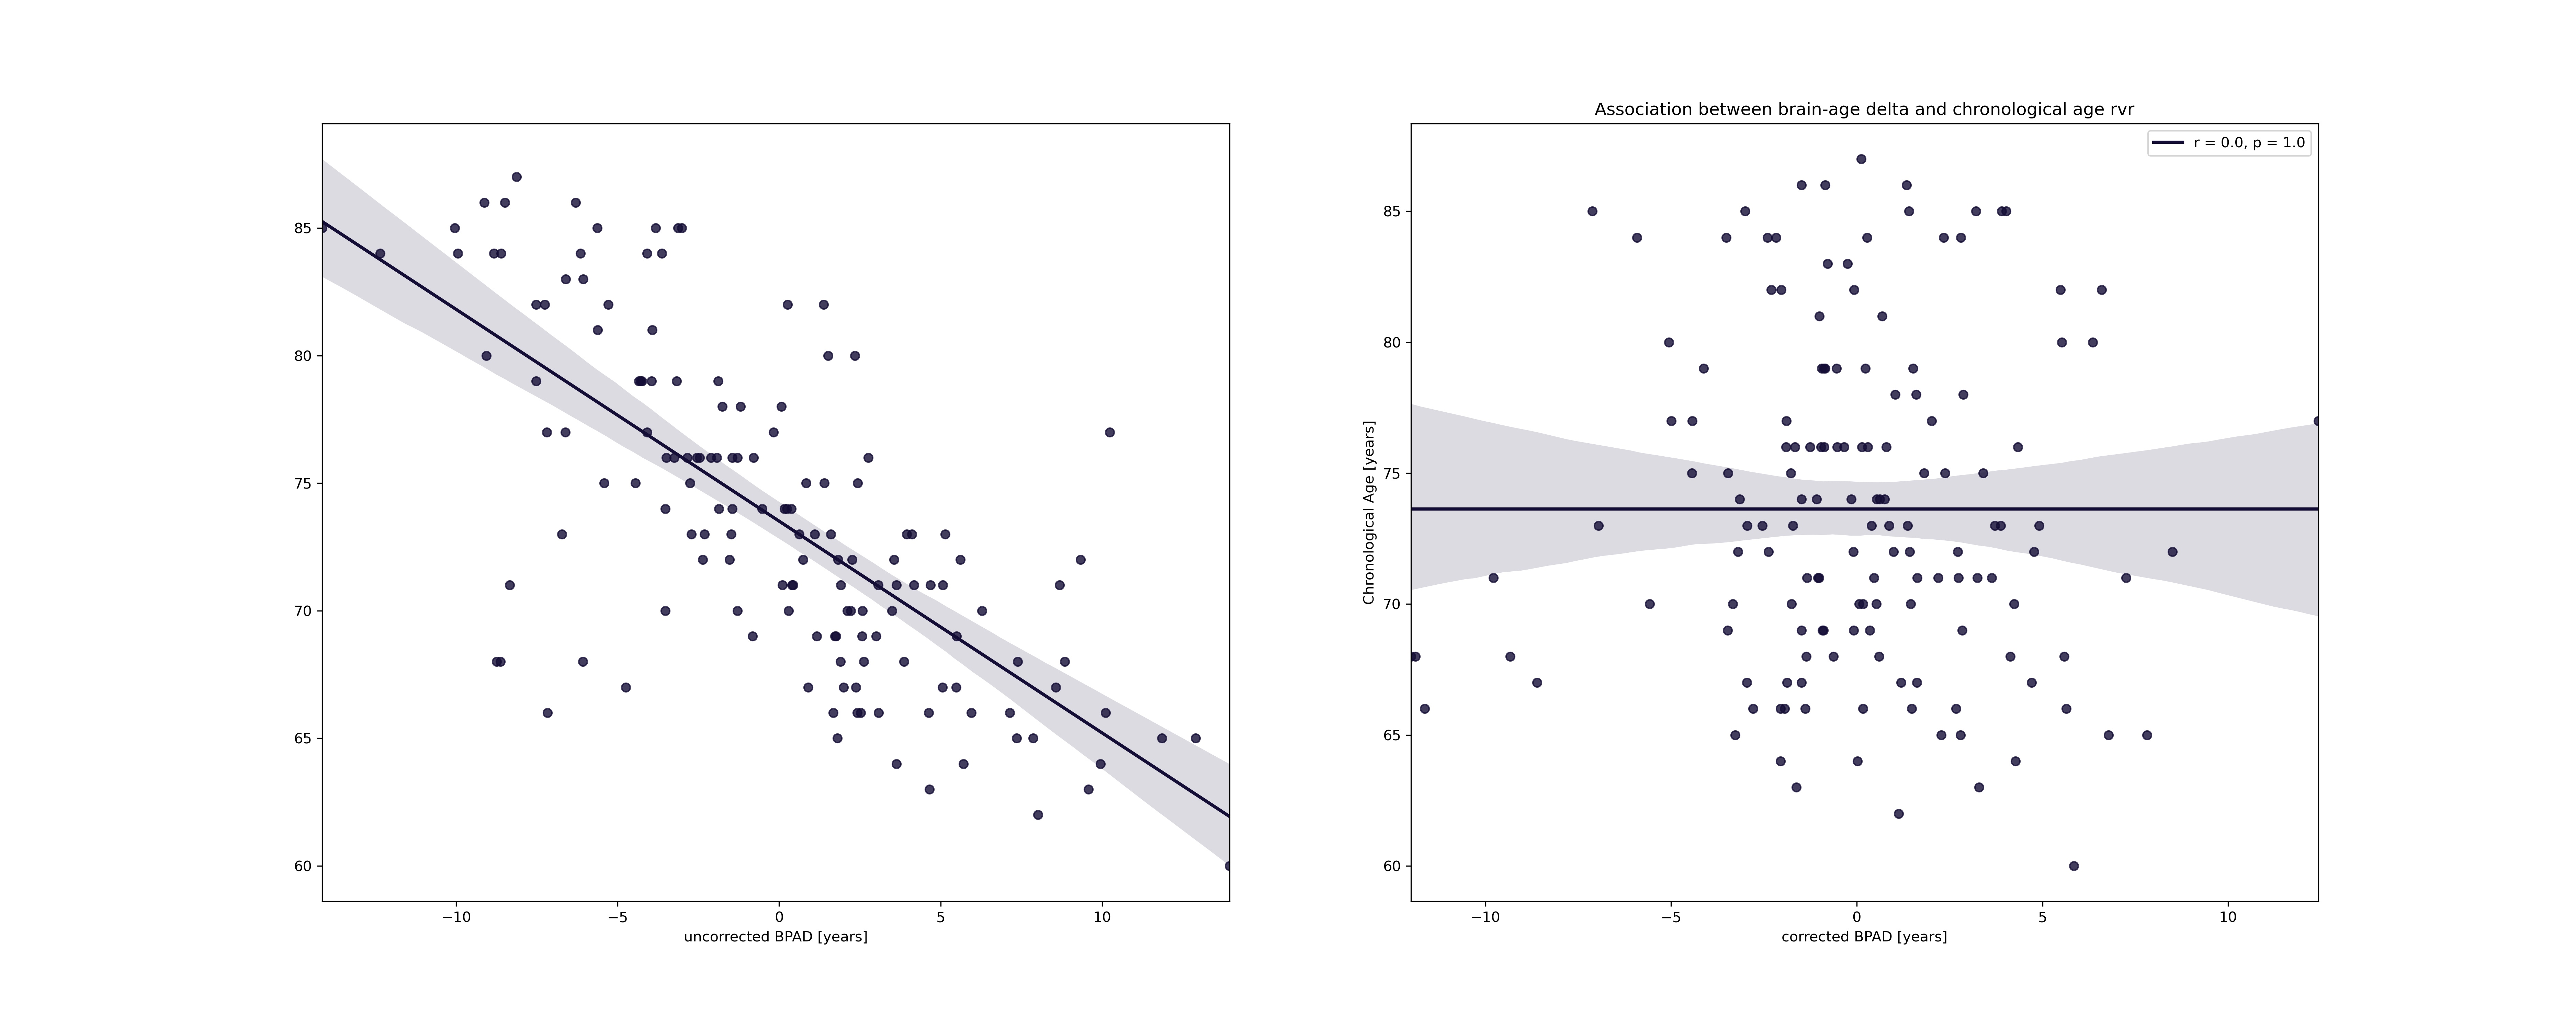 85
80
75
70
65
60
−10 −5 0 5 10
uncorrected BPAD [years]
Association between brain-age delta and chronological age rvr
r = 0.0, p = 1.0
Chronological Age [years]
85
80
75
70
65
60
−10 −5 0 5 10
corrected BPAD [years]